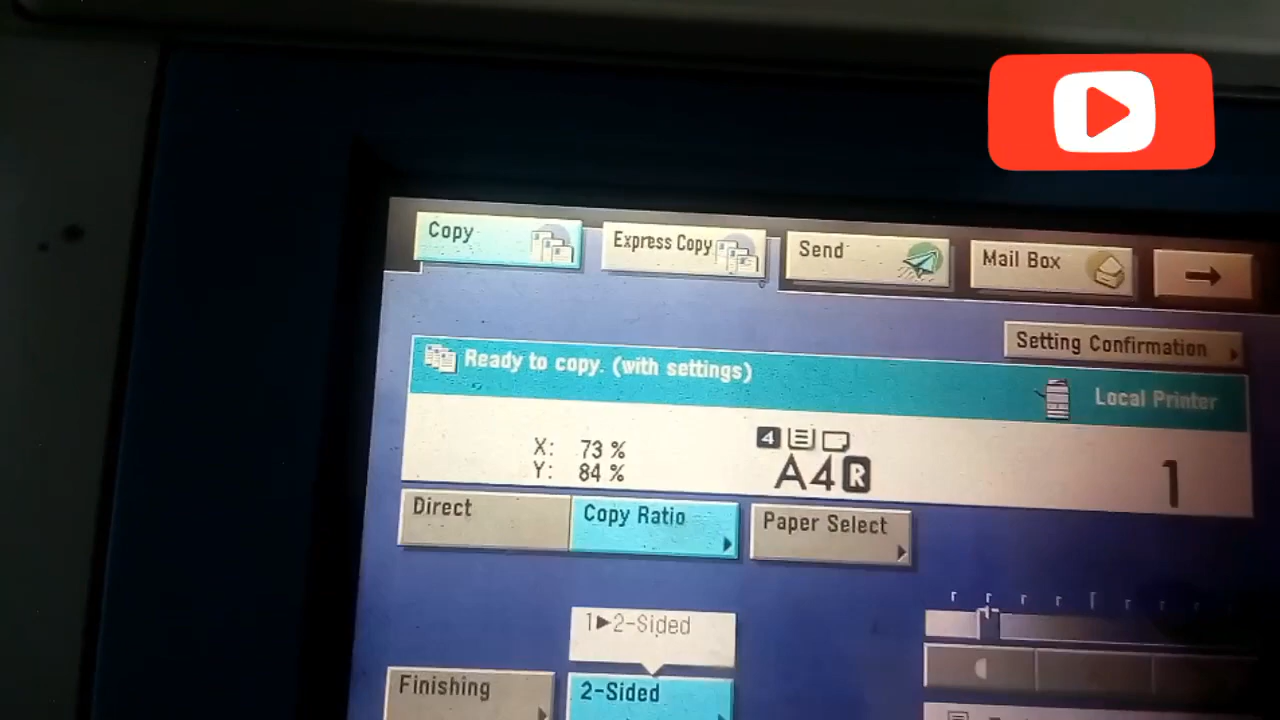 Copy
Express Copy
Send
Mail Box
Setting Confirmation
Ready to copy. (with settings)
Local Printer
X: 73 %
Y: 84 %
4
A4R
1
Direct
Copy Ratio
Paper Select
1▶2-Sided
Finishing
2-Sided